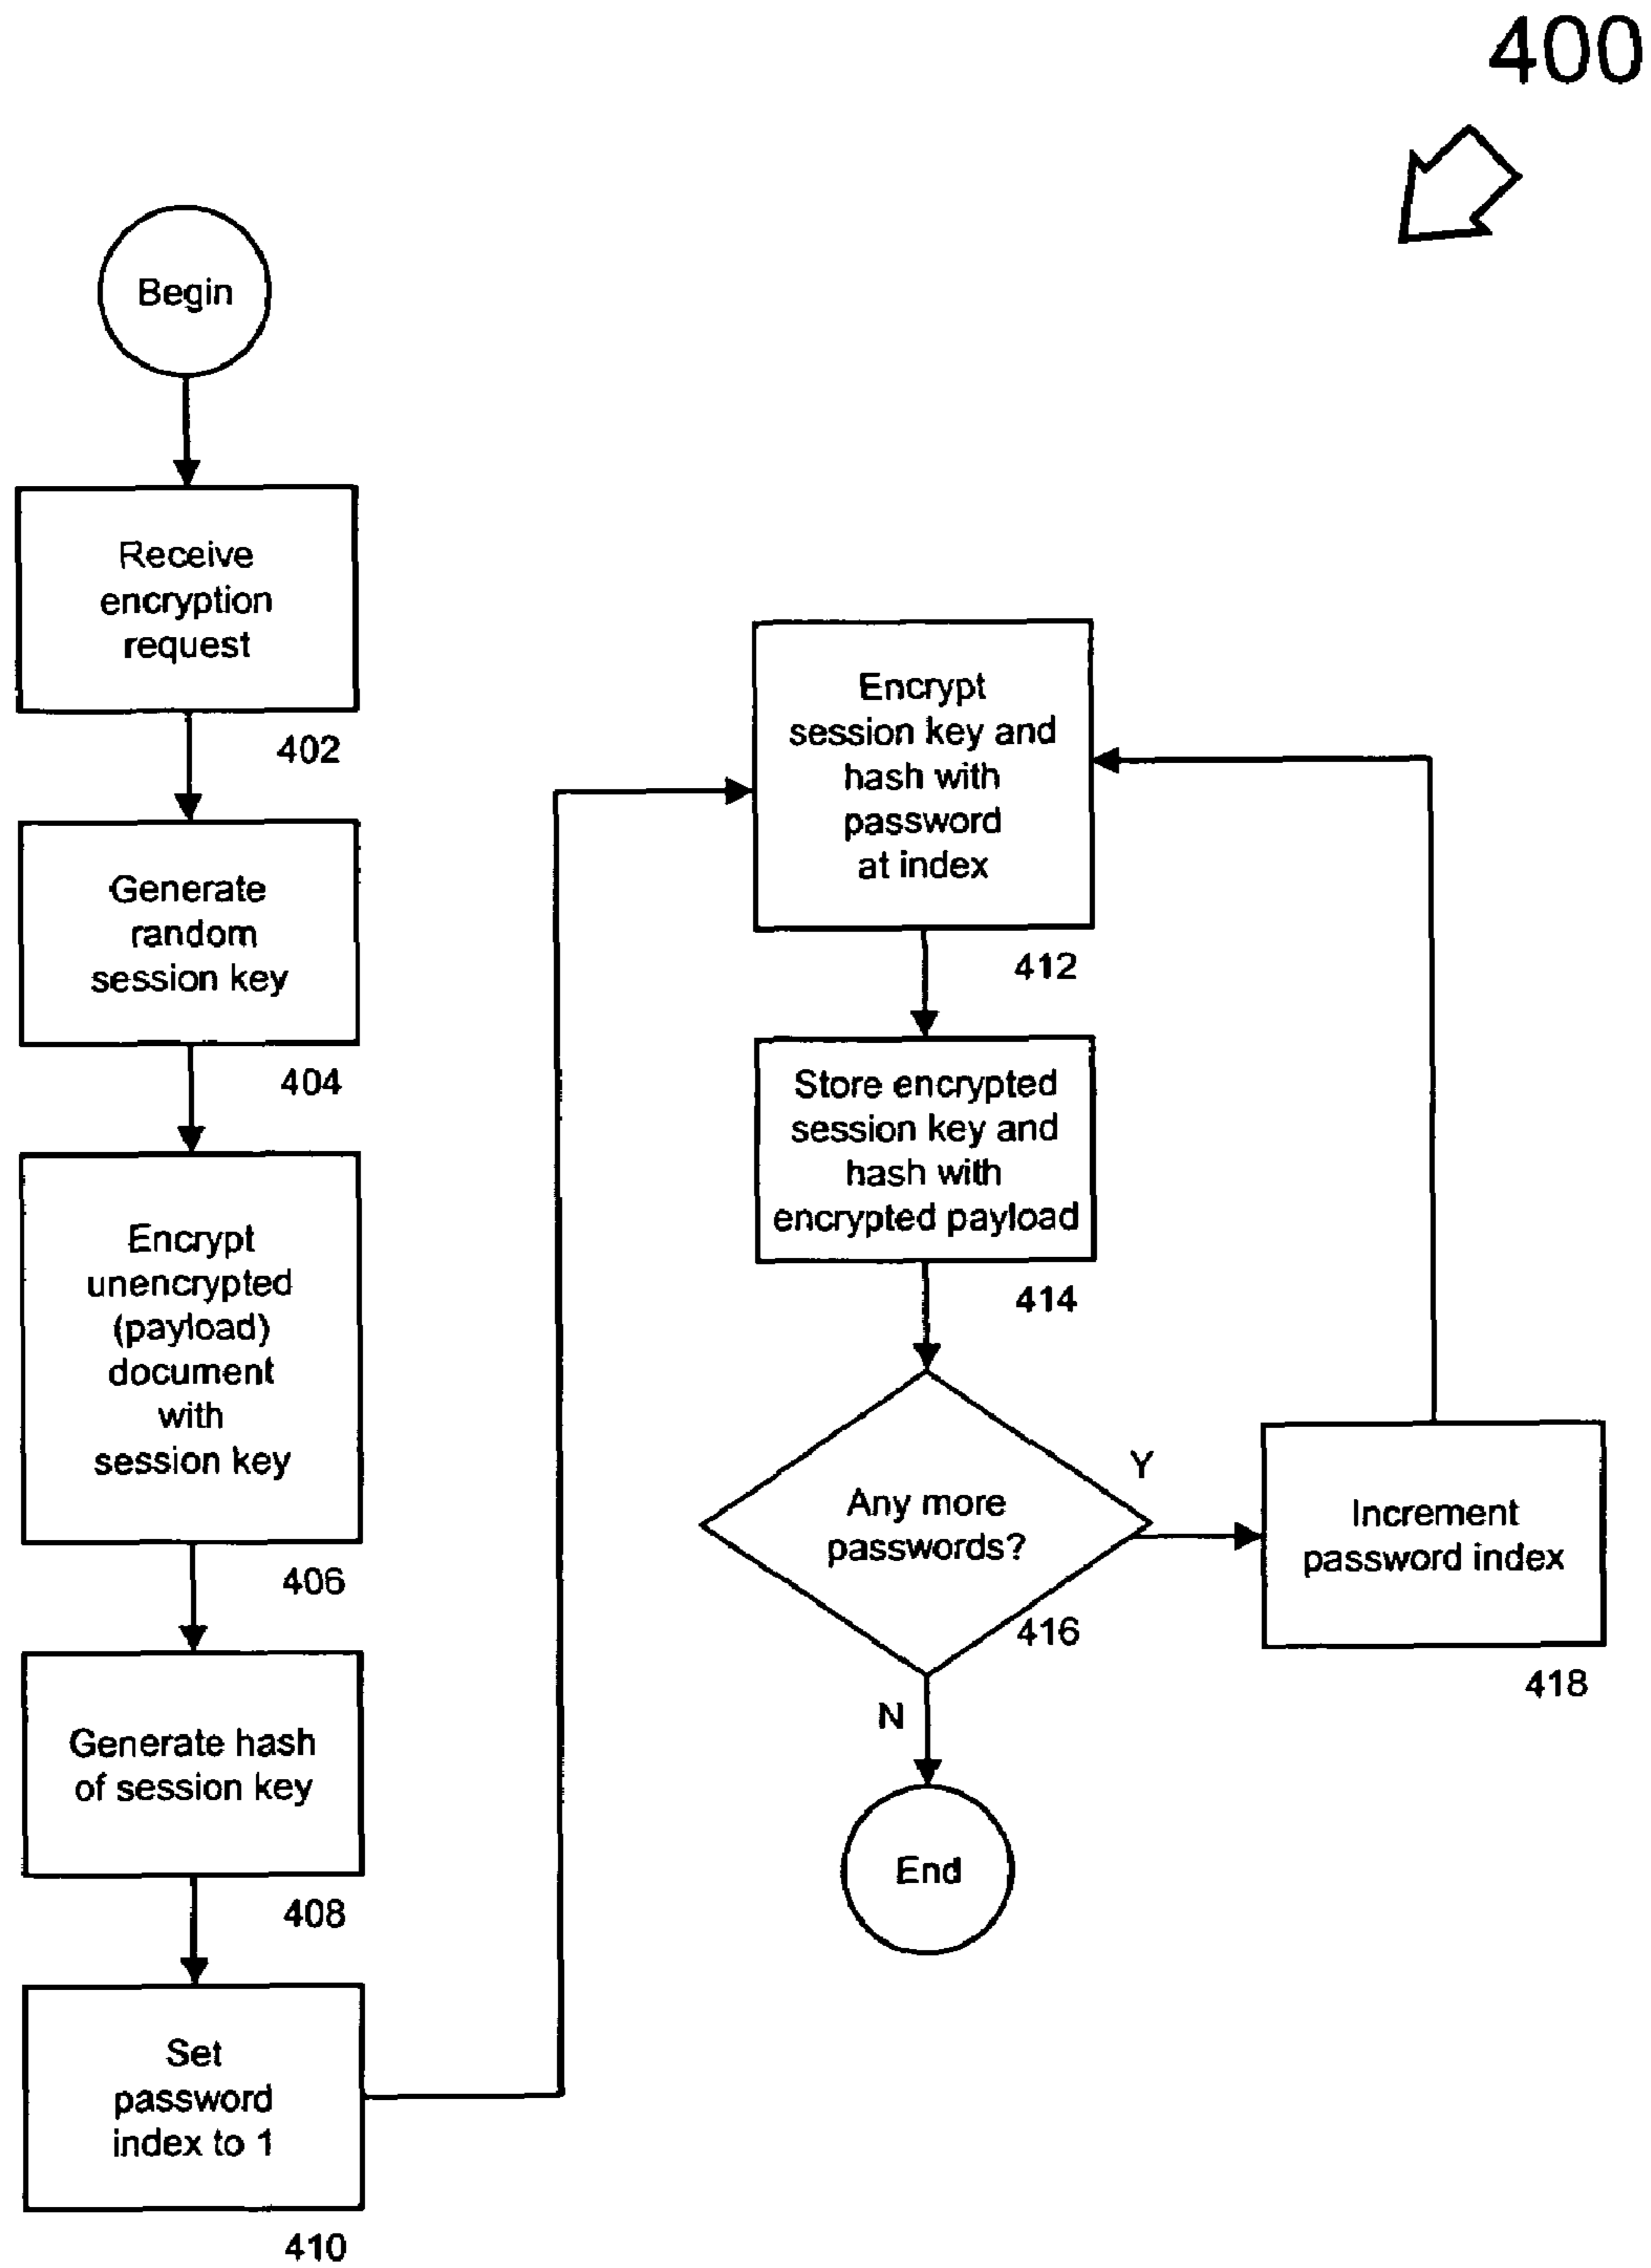 400
Begin
Receive
encryption
request
402
Generate
random
session key
404
Encrypt
unencrypted
(payload)
document
with
session key
406
Generate hash
of session key
408
Set
password
index to 1
410
Encrypt
session key and
hash with
password
at index
412
Store encrypted
session key and
hash with
encrypted payload
414
Any more
passwords?
416
Y
N
Increment
password index
418
End